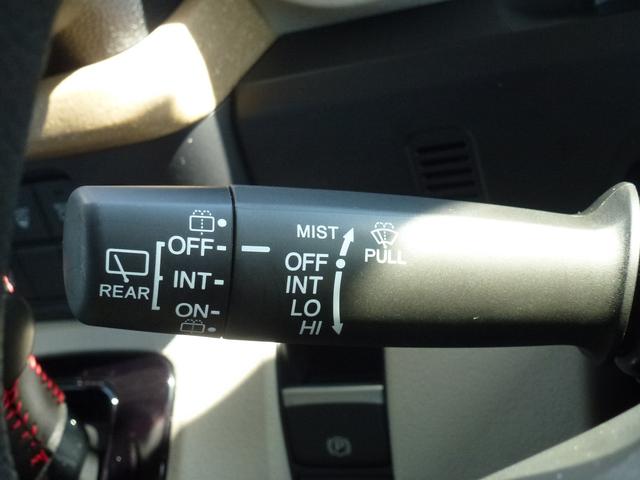 REAR
OFF
INT
ON
MIST
OFF
INT
LO
HI
PULL
P